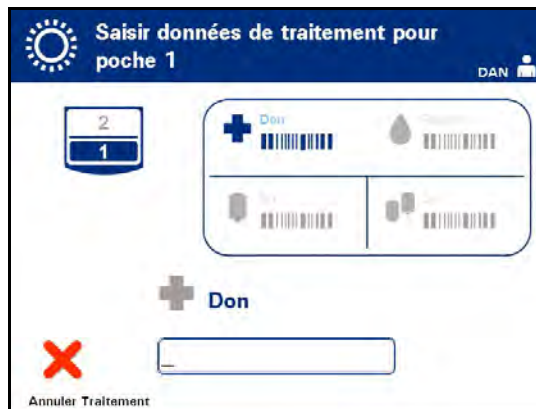 Saisir données de traitement pour
poche 1
DAN
2
1
Don
Don
_
Annuler Traitement